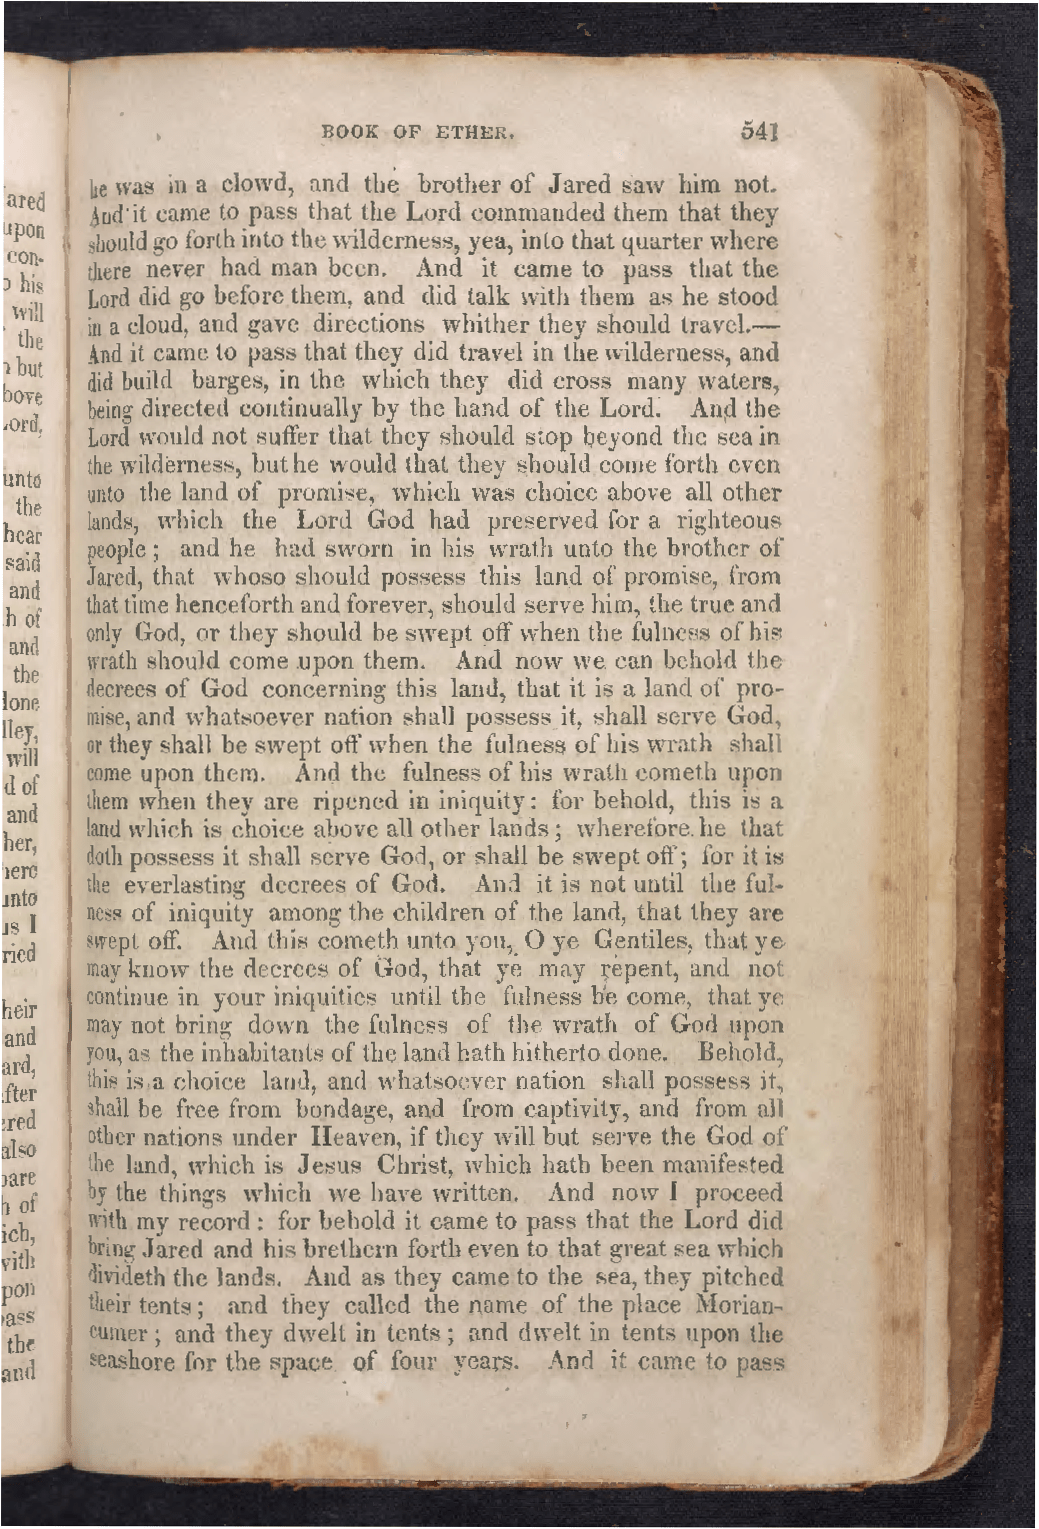 BOOK OF ETHER. 541
he was in a clowd, and the brother of Jared saw him not.
And it came to pass that the Lord commanded them that they
should go forth into the wilderness, yea, into that quarter where
there never had man been. And it came to pass that the
Lord did go before them, and did talk with them as he stood
in a cloud, and gave directions whither they should travel.—
And it came to pass that they did travel in the wilderness, and
did build barges, in the which they did cross many waters,
being directed continually by the hand of the Lord. And the
Lord would not suffer that they should stop beyond the sea in
the wilderness, but he would that they should come forth even
unto the land of promise, which was choice above all other
lands, which the Lord God had preserved for a righteous
people; and he had sworn in his wrath unto the brother of
Jared, that whoso should possess this land of promise, from
that time henceforth and forever, should serve him, the true and
only God, or they should be swept off when the fulness of his
wrath should come upon them. And now we can behold the
decrees of God concerning this land, that it is a land of pro-
mise, and whatsoever nation shall possess it, shall serve God,
or they shall be swept off when the fulness of his wrath shall
come upon them. And the fulness of his wrath cometh upon
them when they are ripened in iniquity: for behold, this is a
land which is choice above all other lands; wherefore he that
doth possess it shall serve God, or shall be swept off; for it is
the everlasting decrees of God. And it is not until the ful-
ness of iniquity among the children of the land, that they are
swept off. And this cometh unto you, O ye Gentiles, that ye
may know the decrees of God, that ye may repent, and not
continue in your iniquities until the fulness be come, that ye
may not bring down the fulness of the wrath of God upon
you, as the inhabitants of the land hath hitherto done. Behold,
this is a choice land, and whatsoever nation shall possess it,
shall be free from bondage, and from captivity, and from all
other nations under Heaven, if they will but serve the God of
the land, which is Jesus Christ, which hath been manifested
by the things which we have written. And now I proceed
with my record: for behold it came to pass that the Lord did
bring Jared and his brethern forth even to that great sea which
divideth the lands. And as they came to the sea, they pitched
their tents; and they called the name of the place Morian-
cumer; and they dwelt in tents; and dwelt in tents upon the
seashore for the space of four years. And it came to pass